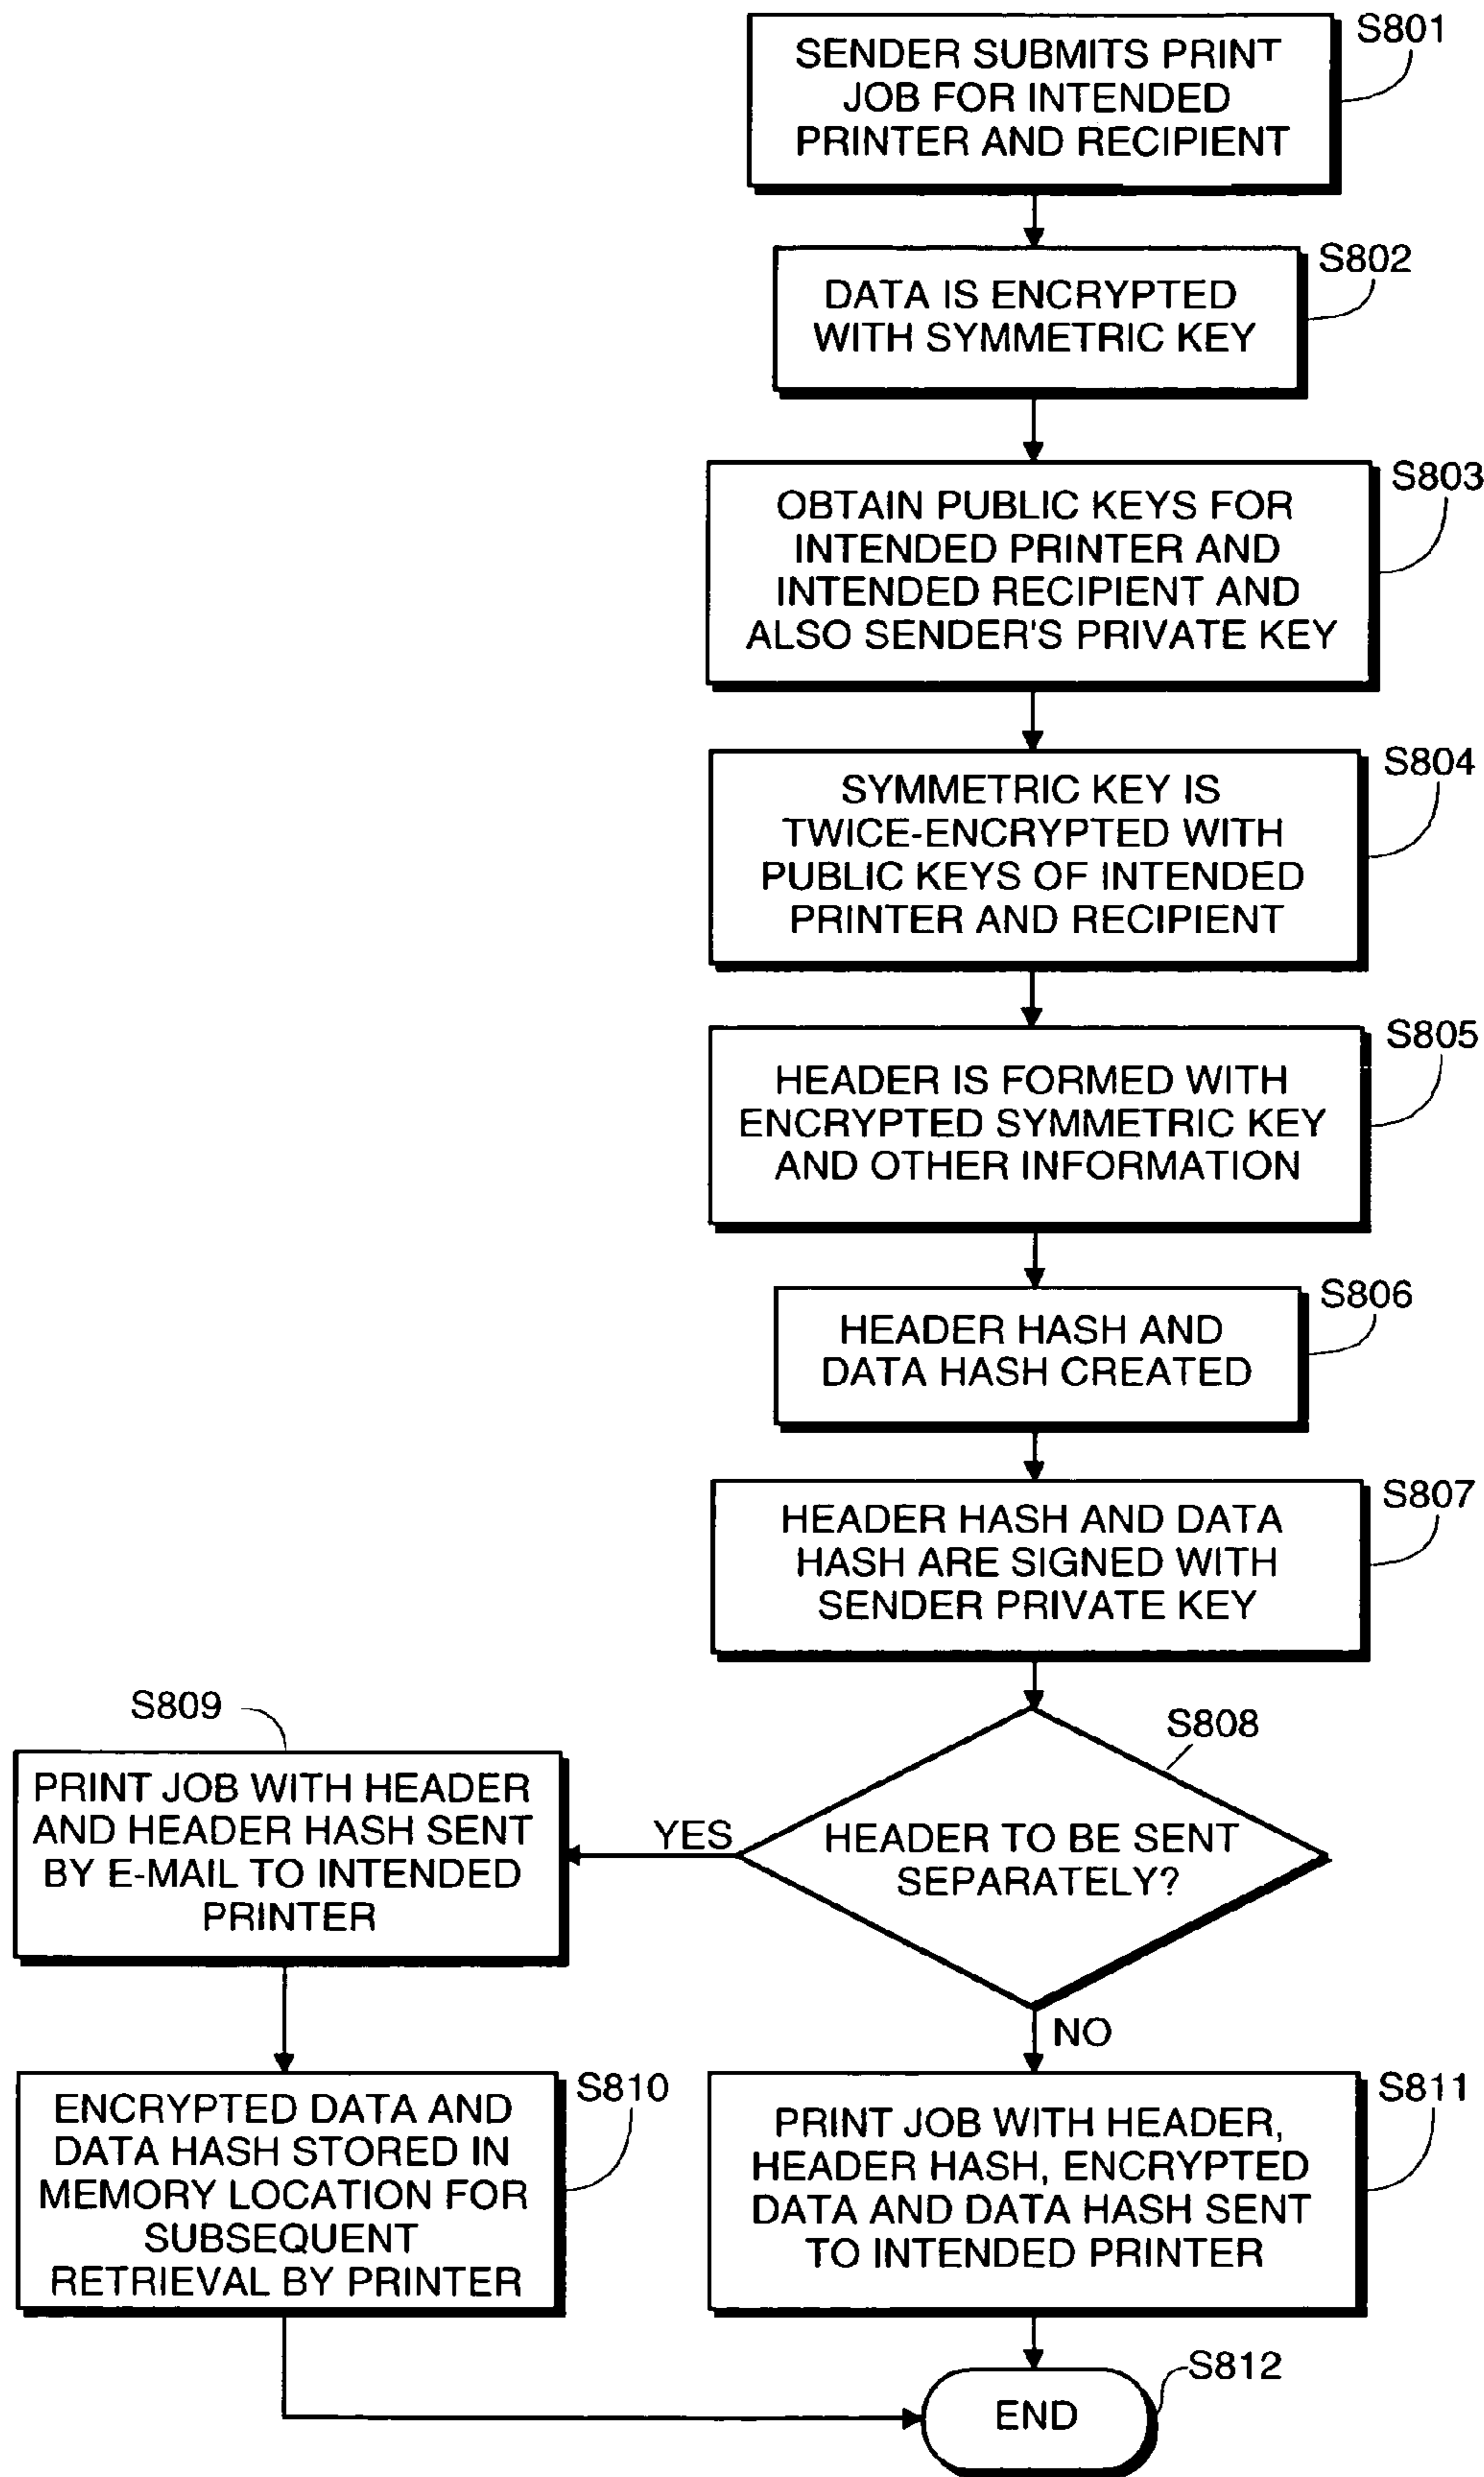 S801
SENDER SUBMITS PRINT
JOB FOR INTENDED
PRINTER AND RECIPIENT
S802
DATA IS ENCRYPTED
WITH SYMMETRIC KEY
S803
OBTAIN PUBLIC KEYS FOR
INTENDED PRINTER AND
INTENDED RECIPIENT AND
ALSO SENDER'S PRIVATE KEY
S804
SYMMETRIC KEY IS
TWICE-ENCRYPTED WITH
PUBLIC KEYS OF INTENDED
PRINTER AND RECIPIENT
S805
HEADER IS FORMED WITH
ENCRYPTED SYMMETRIC KEY
AND OTHER INFORMATION
S806
HEADER HASH AND
DATA HASH CREATED
S807
HEADER HASH AND DATA
HASH ARE SIGNED WITH
SENDER PRIVATE KEY
S808
HEADER TO BE SENT
SEPARATELY?
YES
S809
PRINT JOB WITH HEADER
AND HEADER HASH SENT
BY E-MAIL TO INTENDED
PRINTER
S810
ENCRYPTED DATA AND
DATA HASH STORED IN
MEMORY LOCATION FOR
SUBSEQUENT
RETRIEVAL BY PRINTER
NO
S811
PRINT JOB WITH HEADER,
HEADER HASH, ENCRYPTED
DATA AND DATA HASH SENT
TO INTENDED PRINTER
S812
END